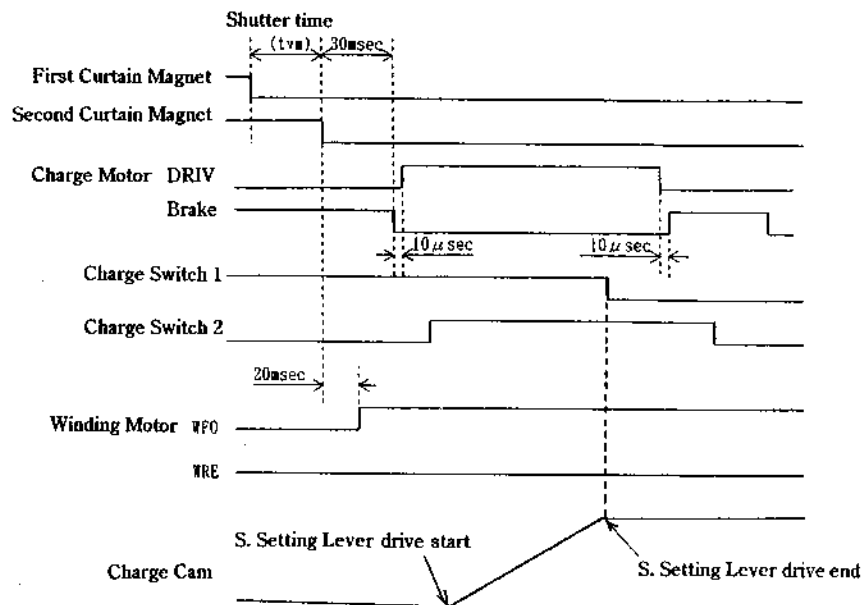 Shutter time
(tvm) 30msec
First Curtain Magnet
Second Curtain Magnet
Charge Motor DRIV
Brake
10μsec 10μsec
Charge Switch 1
Charge Switch 2
20msec
Winding Motor WFO
WRE
S. Setting Lever drive start
Charge Cam
S. Setting Lever drive end